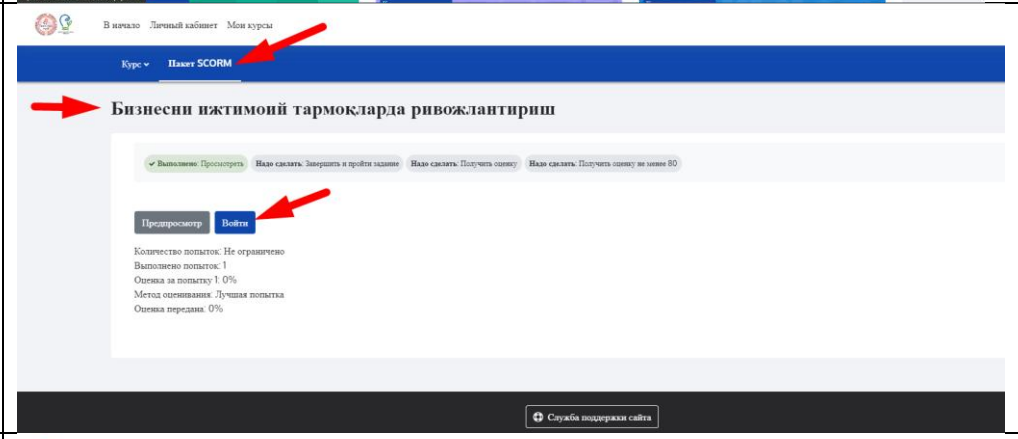 В начало Личный кабинет Мои курсы
Курс Пакет SCORM
Бизнесни ижтимоий тармоқларда ривожлантириш
Выполнено: Просмотреть Надо сделать: Завершить и пройти задание Надо сделать: Получить оценку Надо сделать: Получить оценку не менее 80
Предпросмотр Войти
Количество попыток: Не ограничено
Выполнено попыток: 1
Оценка за попытку 1: 0%
Метод оценивания: Лучшая попытка
Оценка передана: 0%
Служба поддержки сайта